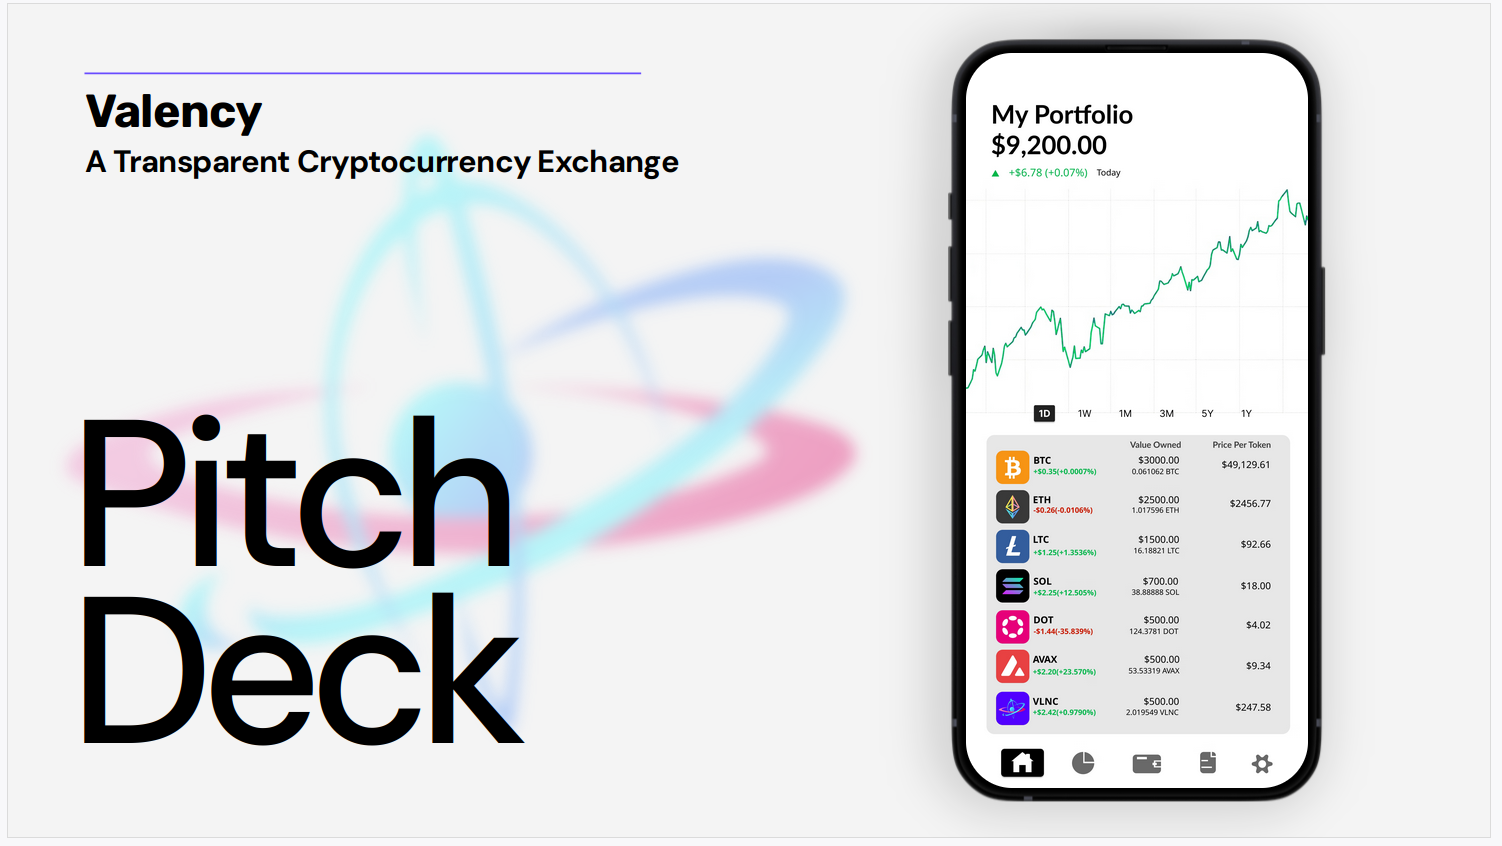 Valency
A Transparent Cryptocurrency Exchange
Pitch
Deck
My Portfolio
$9,200.00
+$6.78 (+0.07%) Today
1D 1W 1M 3M 5Y 1Y
Value Owned Price Per Token
BTC $3000.00 $49,129.61
+$0.35(+0.0007%) 0.061062 BTC
ETH $2500.00 $2456.77
-$0.26(-0.0106%) 1.017596 ETH
LTC $1500.00 $92.66
+$1.25(+1.3536%) 16.18821 LTC
SOL $700.00 $18.00
+$2.25(+12.505%) 38.88888 SOL
DOT $500.00 $4.02
-$1.44(-35.839%) 124.3781 DOT
AVAX $500.00 $9.34
+$2.20(+23.570%) 53.53319 AVAX
VLNC $500.00 $247.58
+$2.42(+0.9790%) 2.019549 VLNC